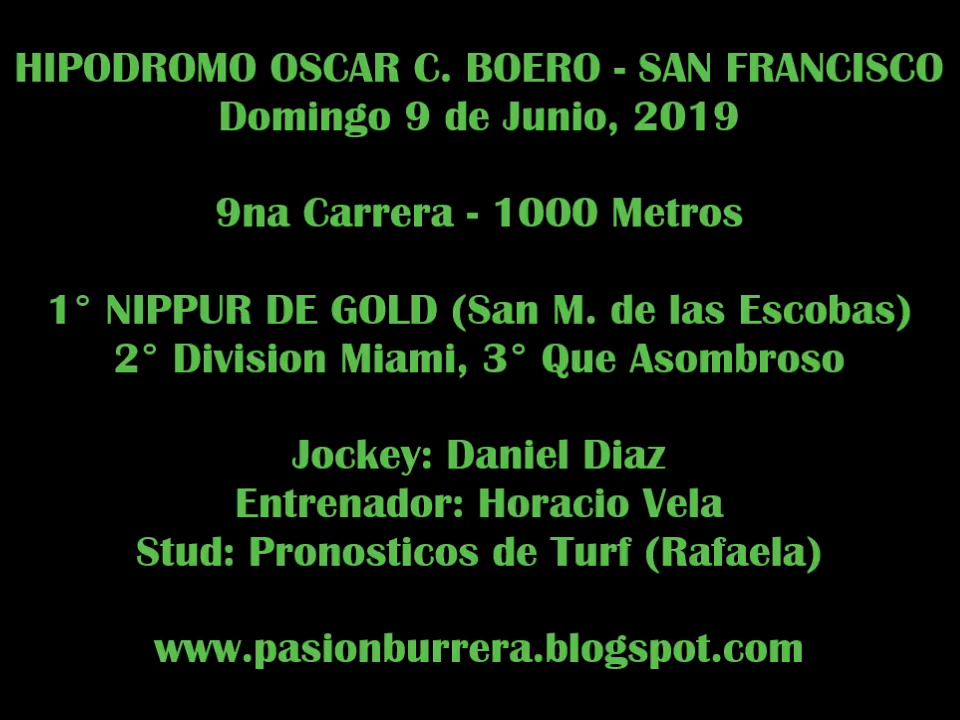 HIPODROMO OSCAR C. BOERO - SAN FRANCISCO
Domingo 9 de Junio, 2019
9na Carrera - 1000 Metros
1° NIPPUR DE GOLD (San M. de las Escobas)
2° Division Miami, 3° Que Asombroso
Jockey: Daniel Diaz
Entrenador: Horacio Vela
Stud: Pronosticos de Turf (Rafaela)
www.pasionburrera.blogspot.com